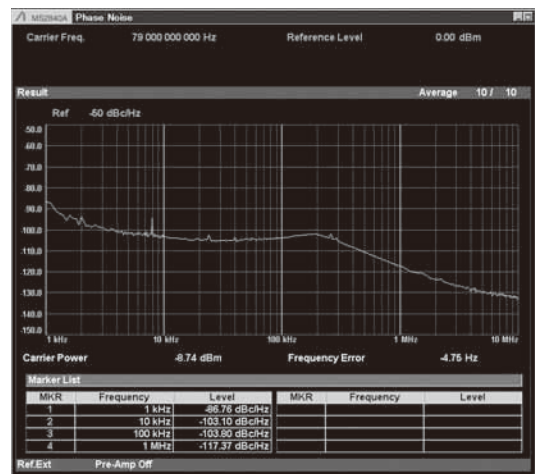 MS2840A Phase Noise
Carrier Freq. 79 000 000 000 Hz Reference Level 0.00 dBm
Result Average 10 / 10
Ref -50 dBc/Hz
-50.0
-60.0
-70.0
-80.0
-90.0
-100.0
-110.0
-120.0
-130.0
-140.0
-150.0
1 kHz 10 kHz 100 kHz 1 MHz 10 MHz
Carrier Power -8.74 dBm Frequency Error -4.75 Hz
Marker List
MKR Frequency Level MKR Frequency Level
1 1 kHz -86.76 dBc/Hz
2 10 kHz -103.10 dBc/Hz
3 100 kHz -103.80 dBc/Hz
4 1 MHz -117.37 dBc/Hz
Ref.Ext Pre-Amp Off